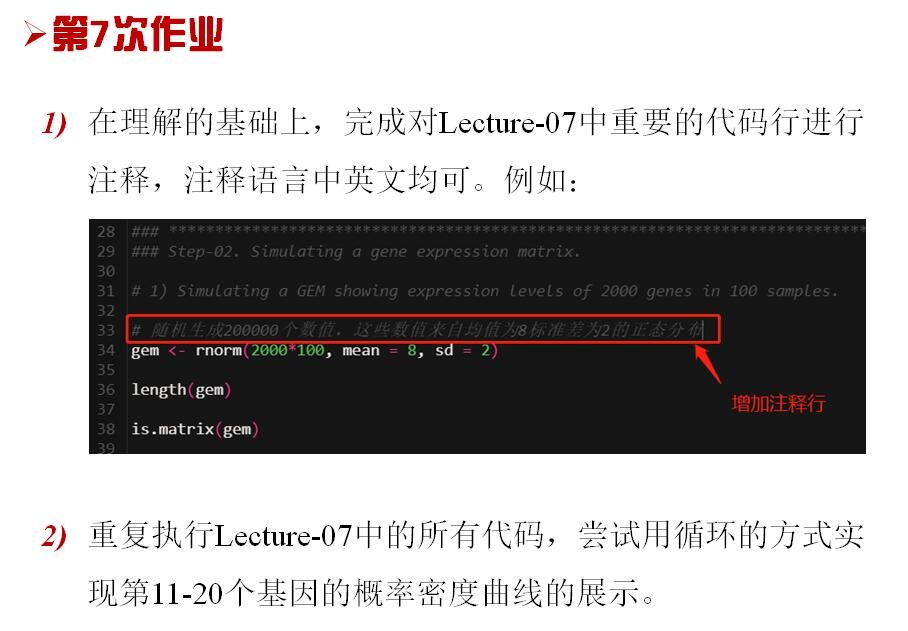 第7次作业
1) 在理解的基础上，完成对Lecture-07中重要的代码行进行
注释，注释语言中英文均可。例如：
28 ### ******************************************************************************
29 ### Step-02. Simulating a gene expression matrix.
30
31 # 1) Simulating a GEM showing expression levels of 2000 genes in 100 samples.
32
33 # 随机生成200000个数值，这些数值来自均值为8标准差为2的正态分布
34 gem <- rnorm(2000*100, mean = 8, sd = 2)
35
36 length(gem)
37
38 is.matrix(gem)
39
增加注释行
2) 重复执行Lecture-07中的所有代码，尝试用循环的方式实
现第11-20个基因的概率密度曲线的展示。